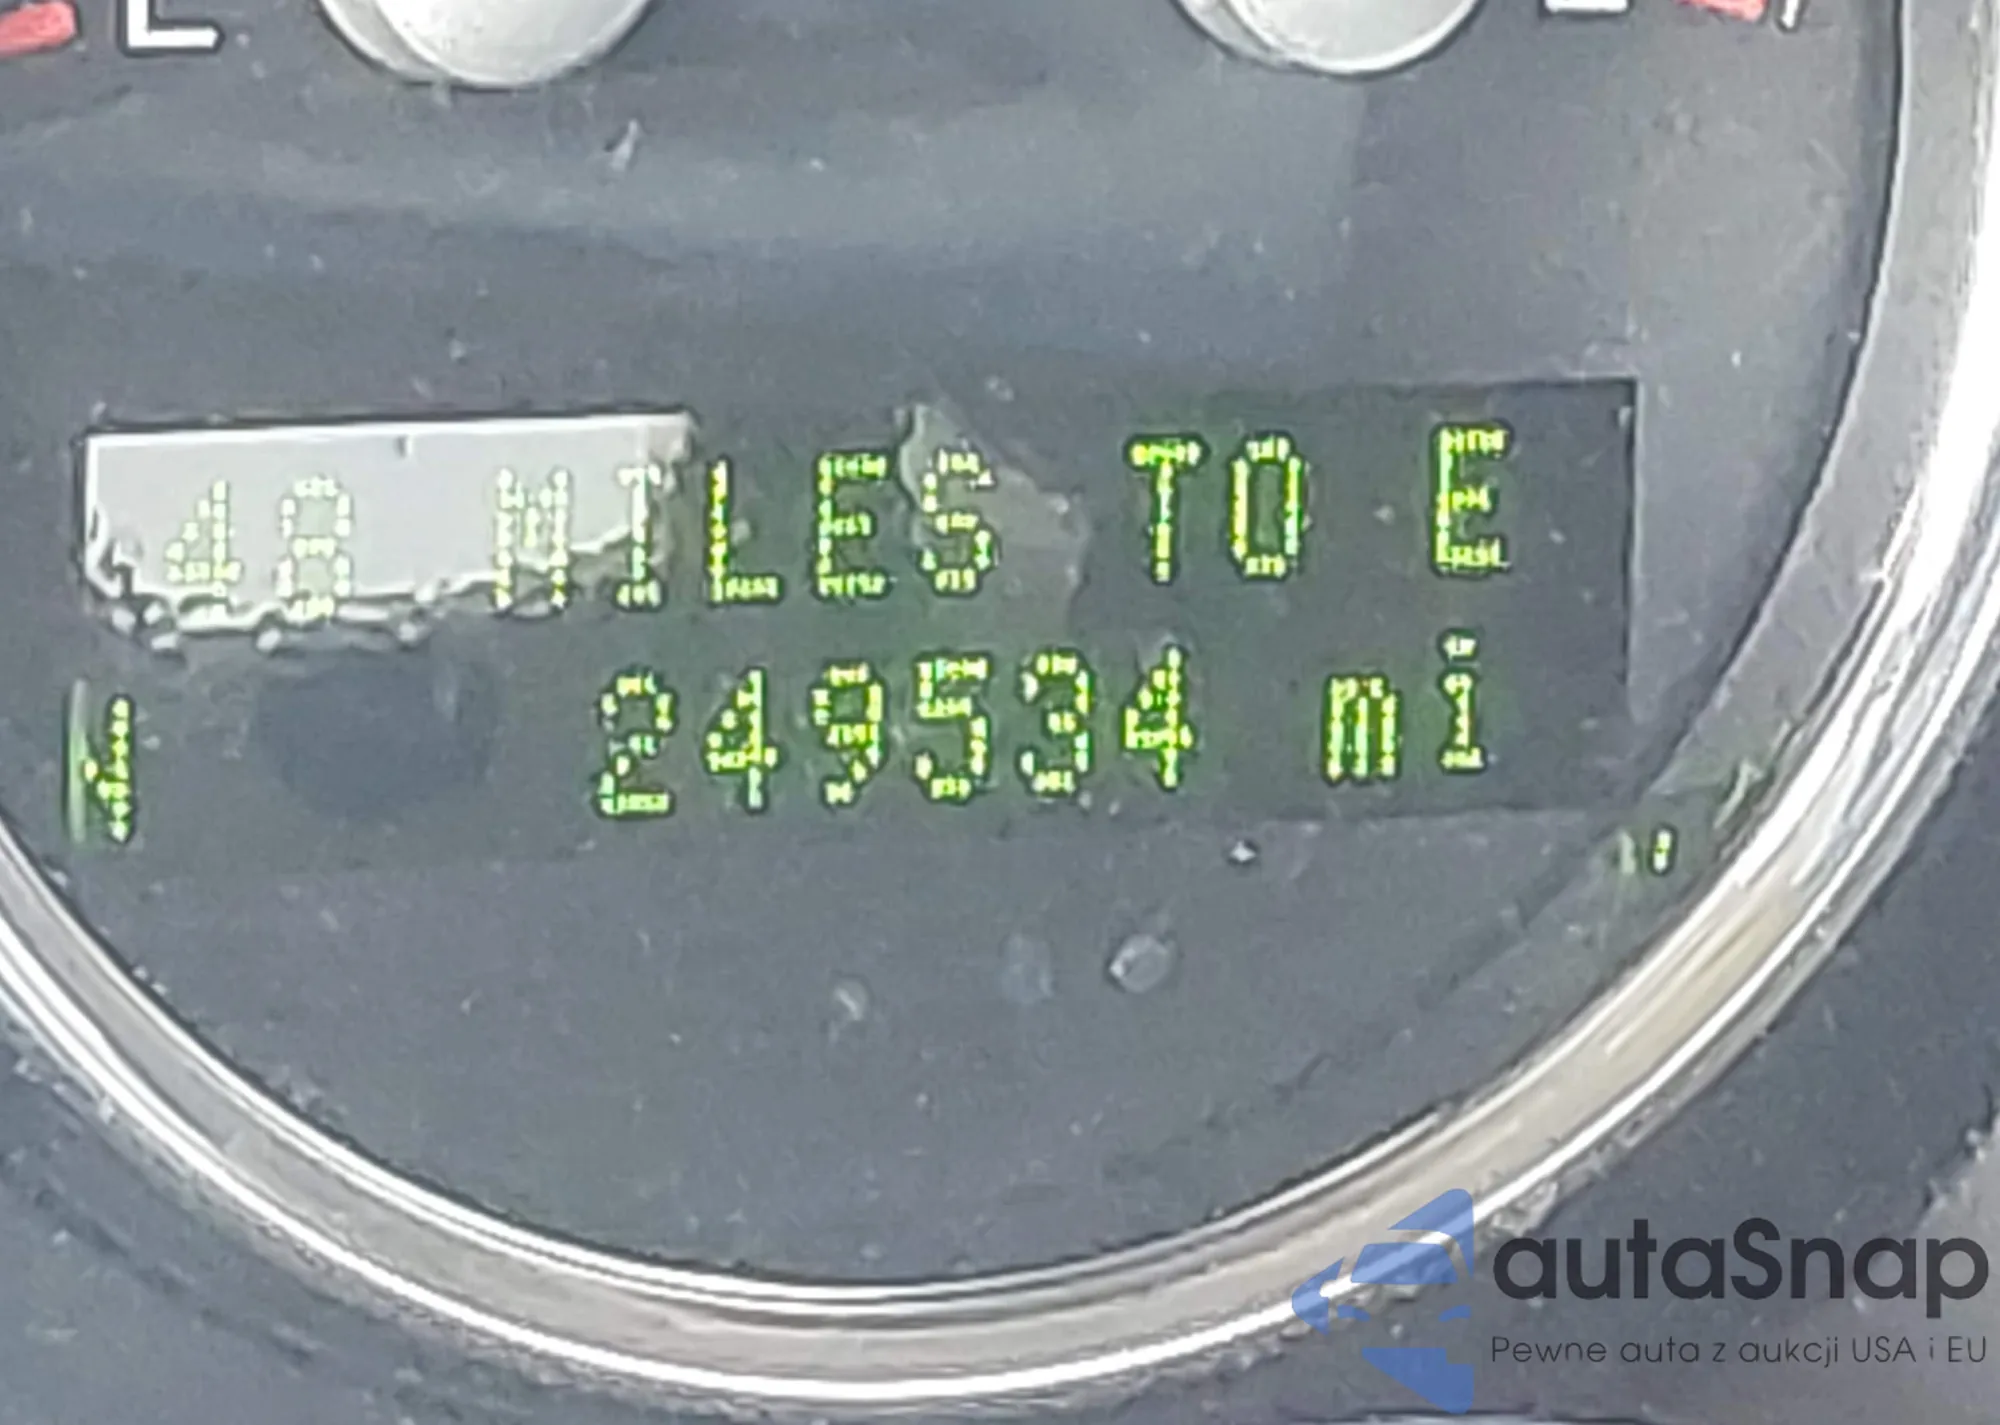 E
48 MILES TO E
249534 mi
autaSnap
Pewne auta z aukcji USA i EU